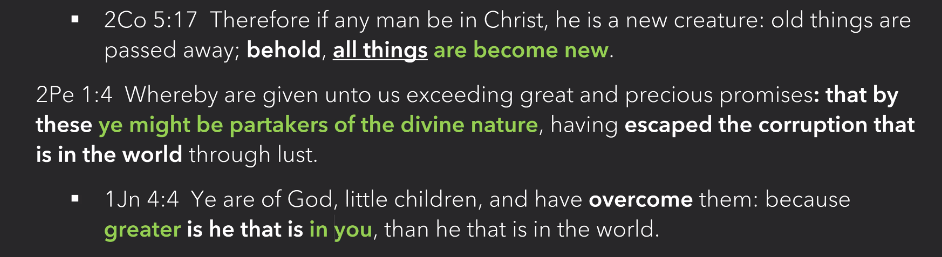 ▪ 2Co 5:17  Therefore if any man be in Christ, he is a new creature: old things are
passed away; behold, all things are become new.
2Pe 1:4  Whereby are given unto us exceeding great and precious promises: that by
these ye might be partakers of the divine nature, having escaped the corruption that
is in the world through lust.
▪ 1Jn 4:4  Ye are of God, little children, and have overcome them: because
greater is he that is in you, than he that is in the world.